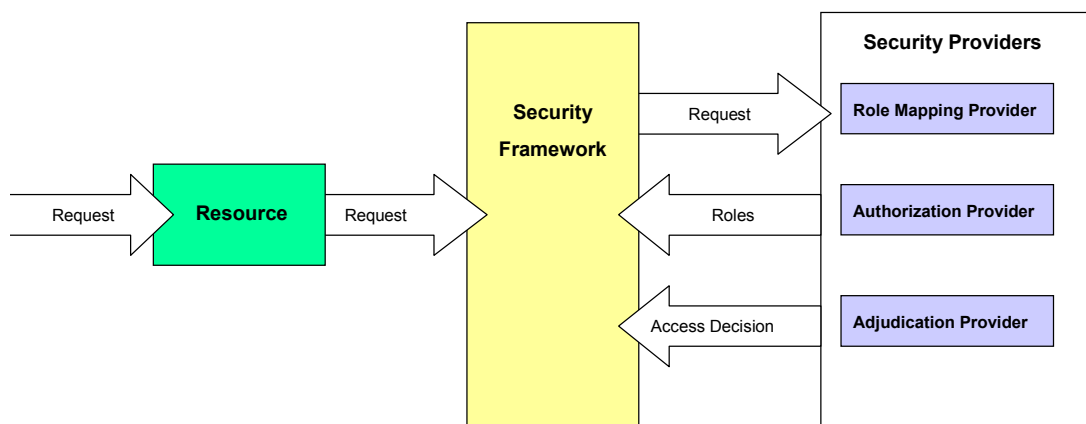 Security Providers
Security
Framework
Request
Role Mapping Provider
Request
Resource
Request
Roles
Authorization Provider
Access Decision
Adjudication Provider